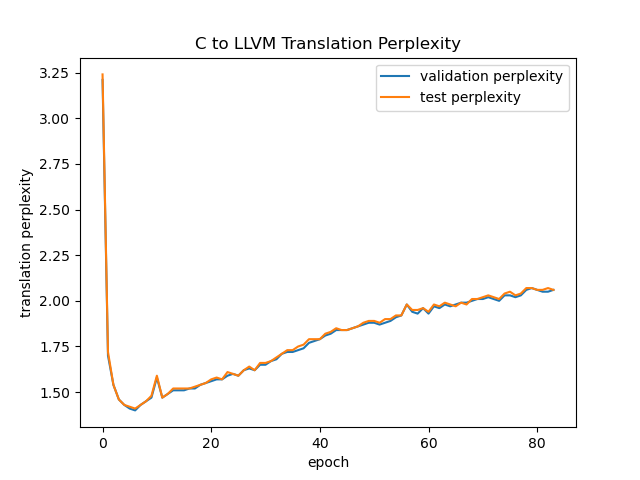 C to LLVM Translation Perplexity
validation perplexity
test perplexity
translation perplexity
3.25
3.00
2.75
2.50
2.25
2.00
1.75
1.50
0
20
40
60
80
epoch